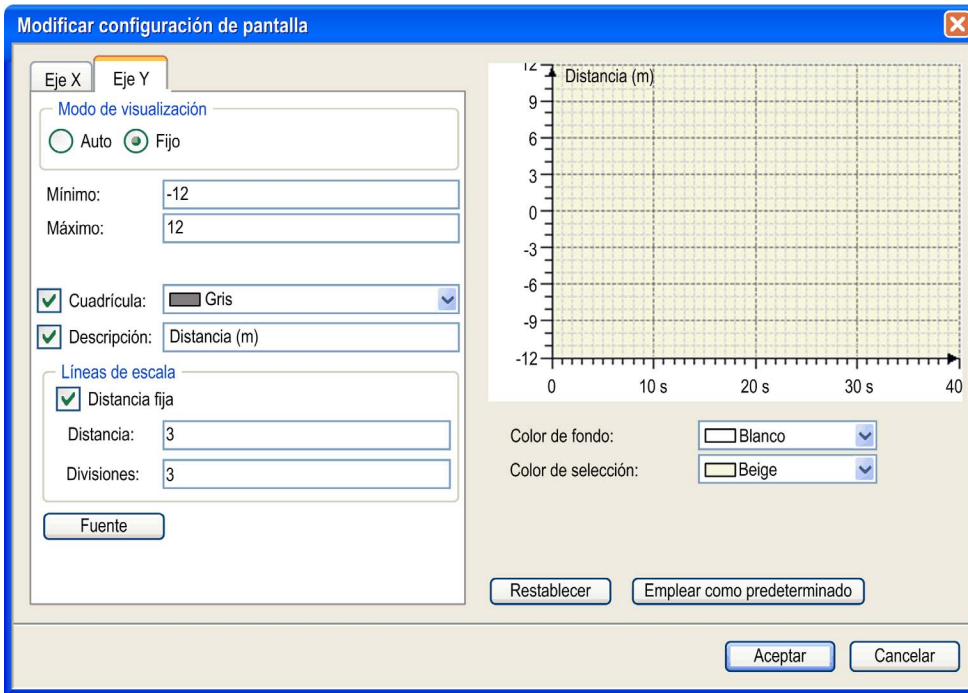 Modificar configuración de pantalla
Eje X
Eje Y
Modo de visualización
Auto
Fijo
Mínimo: -12
Máximo: 12
Cuadrícula: Gris
Descripción: Distancia (m)
Líneas de escala
Distancia fija
Distancia: 3
Divisiones: 3
Fuente
12
Distancia (m)
9
6
3
0
-3
-6
-9
-12
0 10 s 20 s 30 s 40
Color de fondo: Blanco
Color de selección: Beige
Restablecer
Emplear como predeterminado
Aceptar
Cancelar